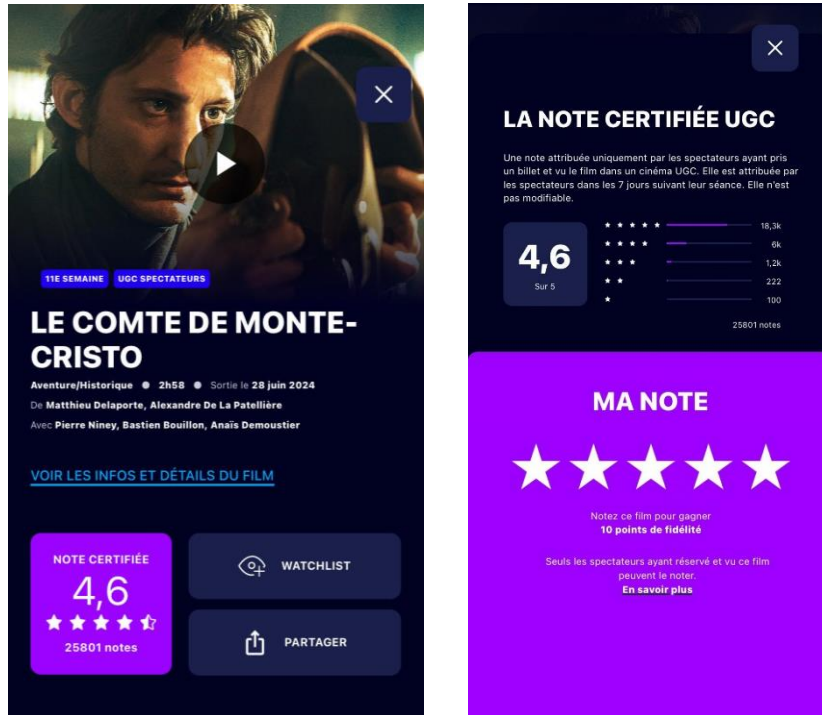 11E SEMAINE UGC SPECTATEURS
LE COMTE DE MONTE-
CRISTO
Aventure/Historique ● 2h58 ● Sortie le 28 juin 2024
De Matthieu Delaporte, Alexandre De La Patellière
Avec Pierre Niney, Bastien Bouillon, Anaïs Demoustier
VOIR LES INFOS ET DÉTAILS DU FILM
NOTE CERTIFIÉE
4,6
★ ★ ★ ★ ⯪
25801 notes
WATCHLIST
PARTAGER
LA NOTE CERTIFIÉE UGC
Une note attribuée uniquement par les spectateurs ayant pris
un billet et vu le film dans un cinéma UGC. Elle est attribuée par
les spectateurs dans les 7 jours suivant leur séance. Elle n'est
pas modifiable.
4,6
Sur 5
★ ★ ★ ★ ★ 18,3k
★ ★ ★ ★ 6k
★ ★ ★ 1,2k
★ ★ 222
★ 100
25801 notes
MA NOTE
★ ★ ★ ★ ★
Notez ce film pour gagner
10 points de fidélité
Seuls les spectateurs ayant réservé et vu ce film
peuvent le noter.
En savoir plus